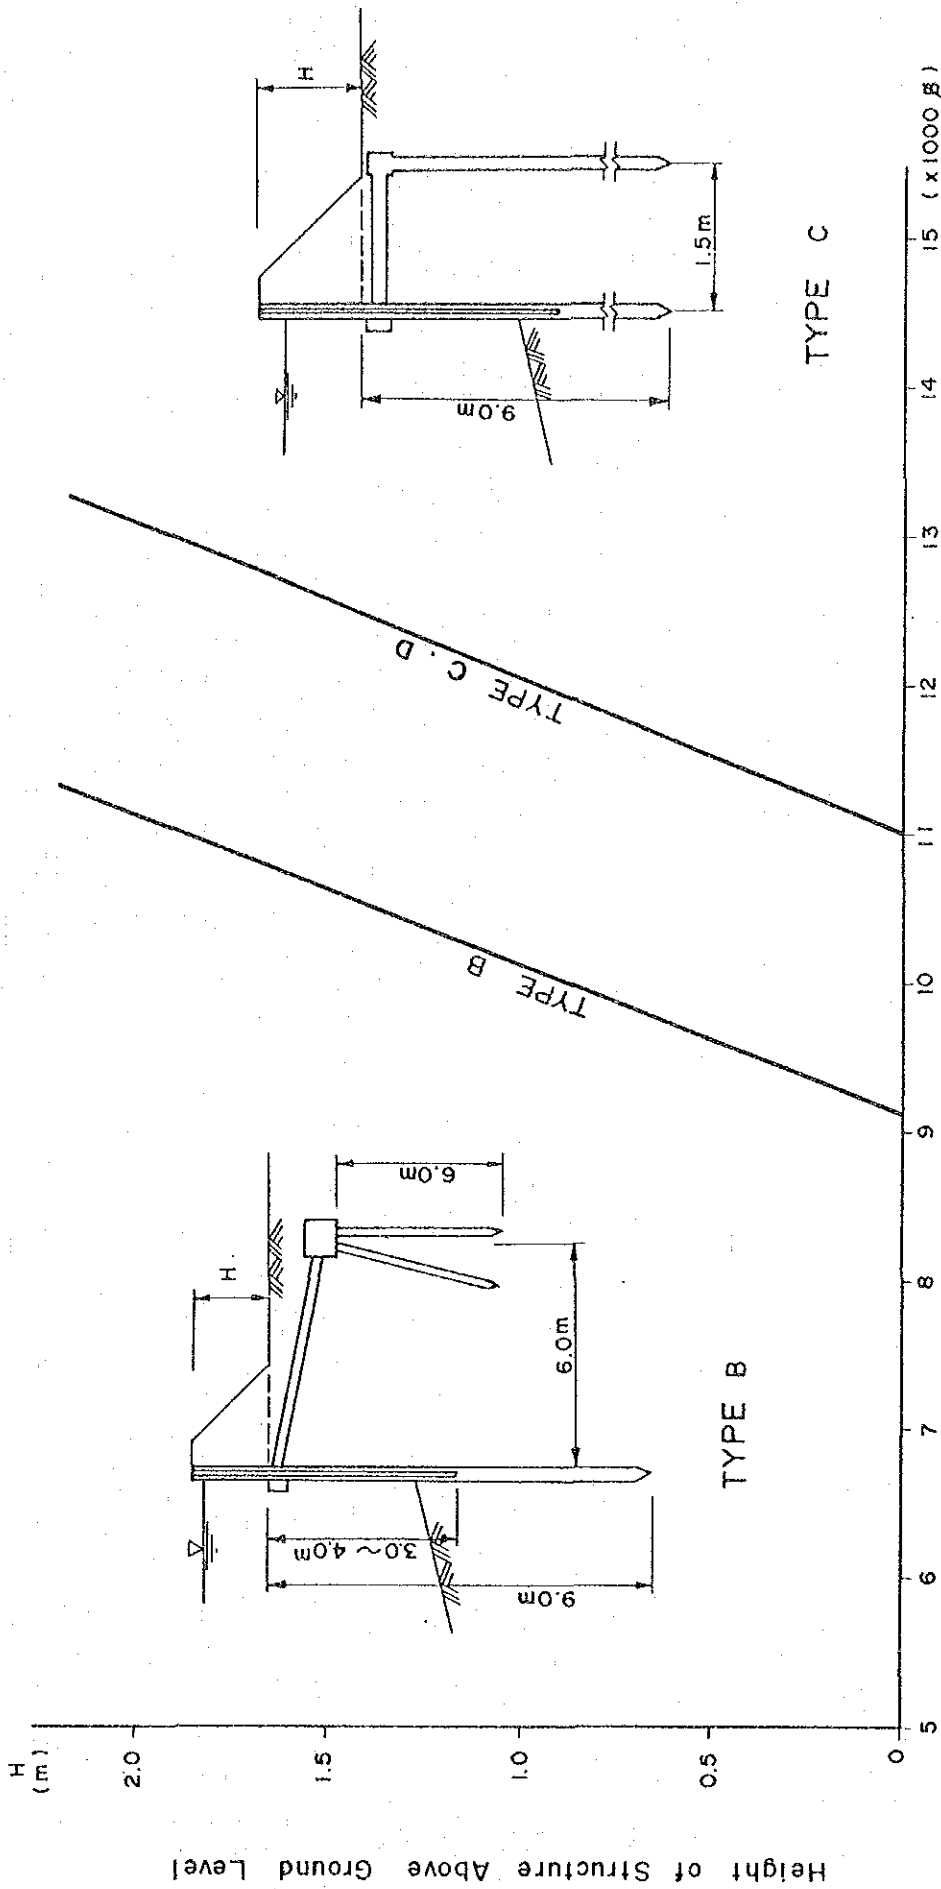 H
(m)
2.0
1.5
1.0
0.5
0
Height of Structure Above Ground Level
5
6
7
8
9
10
11
12
13
14
15
H
3.0~4.0m
9.0m
6.0m
6.0m
TYPE B
TYPE B
TYPE C . D
H
9.0m
1.5m
TYPE C